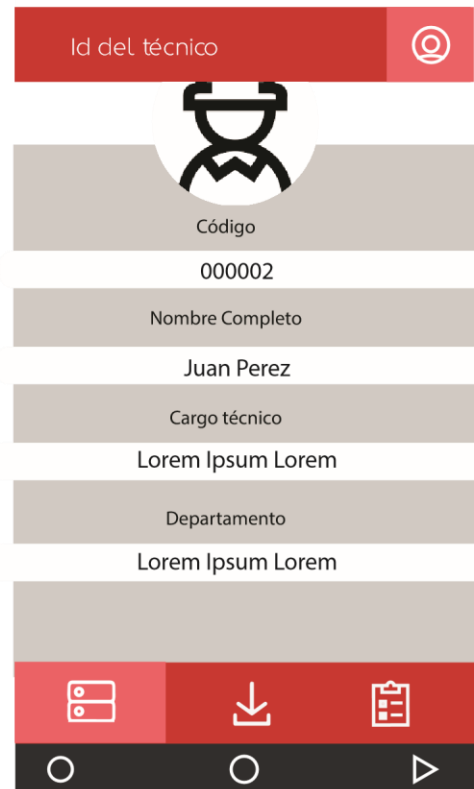 Id del técnico
Código
000002
Nombre Completo
Juan Perez
Cargo técnico
Lorem Ipsum Lorem
Departamento
Lorem Ipsum Lorem